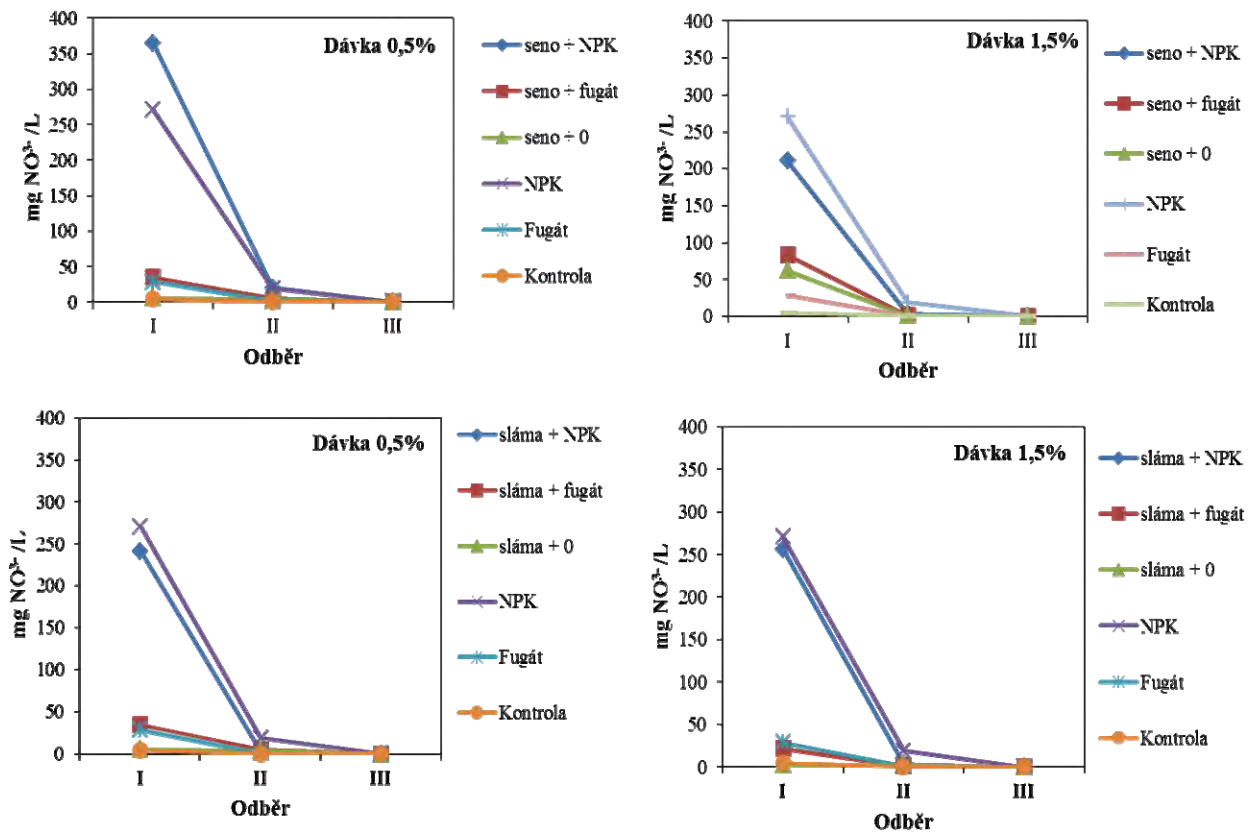 400
350
300
250
200
150
100
50
0
mg NO³⁻/L
Dávka 0,5%
I II III
Odběr
seno ÷ NPK
seno ÷ fugát
seno ÷ 0
NPK
Fugát
Kontrola
400
350
300
250
200
150
100
50
0
mg NO³⁻/L
Dávka 1,5%
I II III
Odběr
seno + NPK
seno + fugát
seno + 0
NPK
Fugát
Kontrola
400
350
300
250
200
150
100
50
0
mg NO³⁻/L
Dávka 0,5%
I II III
Odběr
sláma + NPK
sláma + fugát
sláma + 0
NPK
Fugát
Kontrola
400
350
300
250
200
150
100
50
0
mg NO³⁻/L
Dávka 1,5%
I II III
Odběr
sláma + NPK
sláma + fugát
sláma + 0
NPK
Fugát
Kontrola